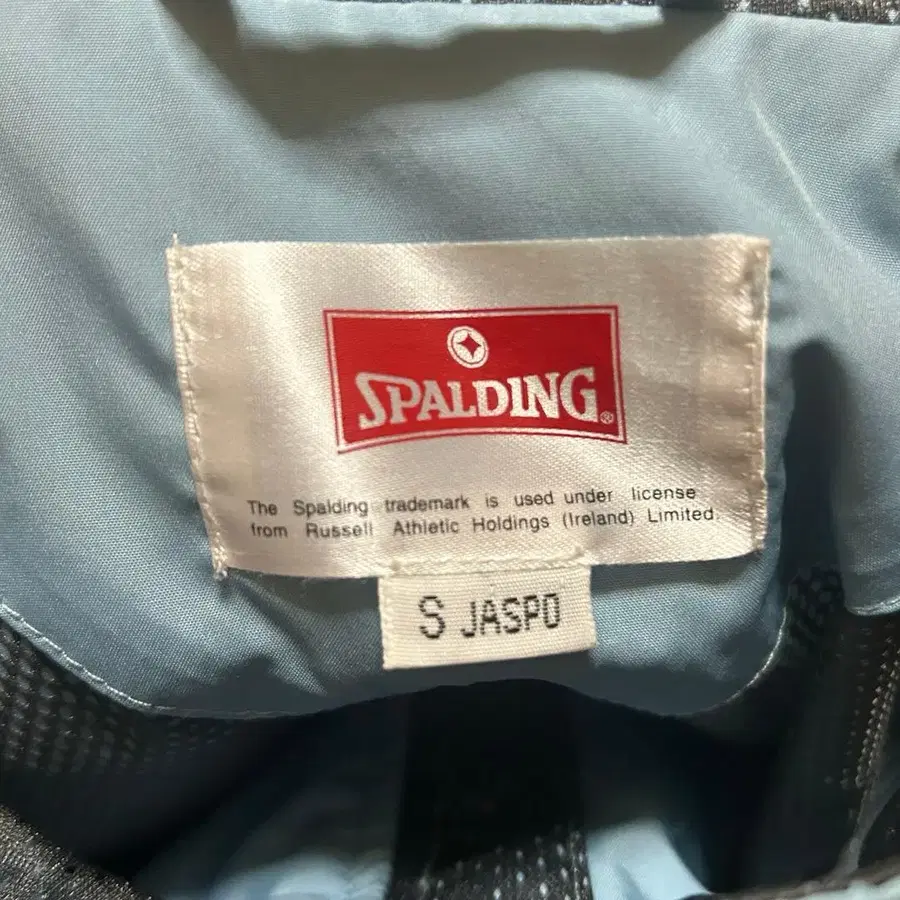 SPALDING®
The Spalding trademark is used under license
from Russell Athletic Holdings (Ireland) Limited.
S JASPO